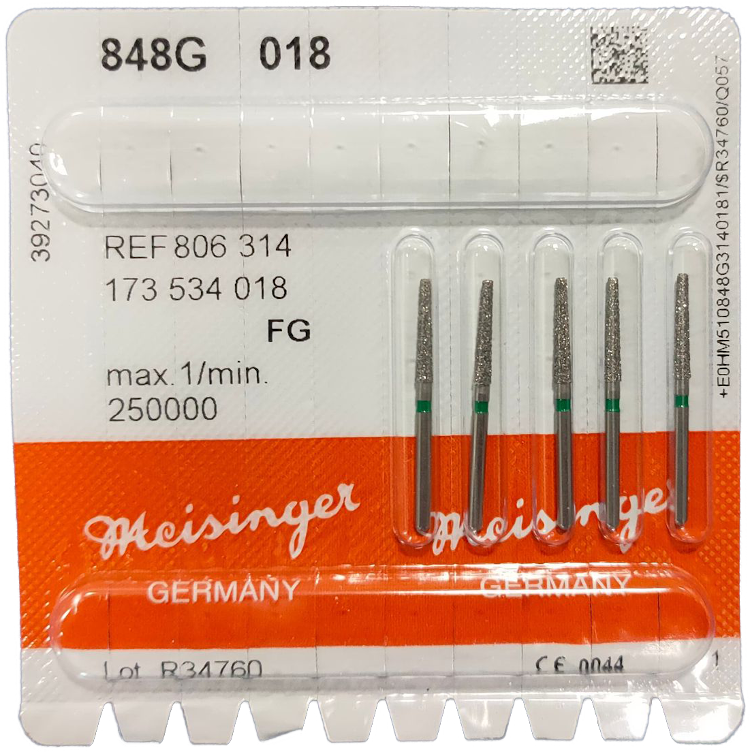 848G 018
REF 806 314
173 534 018
FG
max. 1/min.
250000
Meisinger Meisinger
GERMANY GERMANY
Lot R34760
CE 0044
1
+E0HM510848G3140181/$R34760/Q057